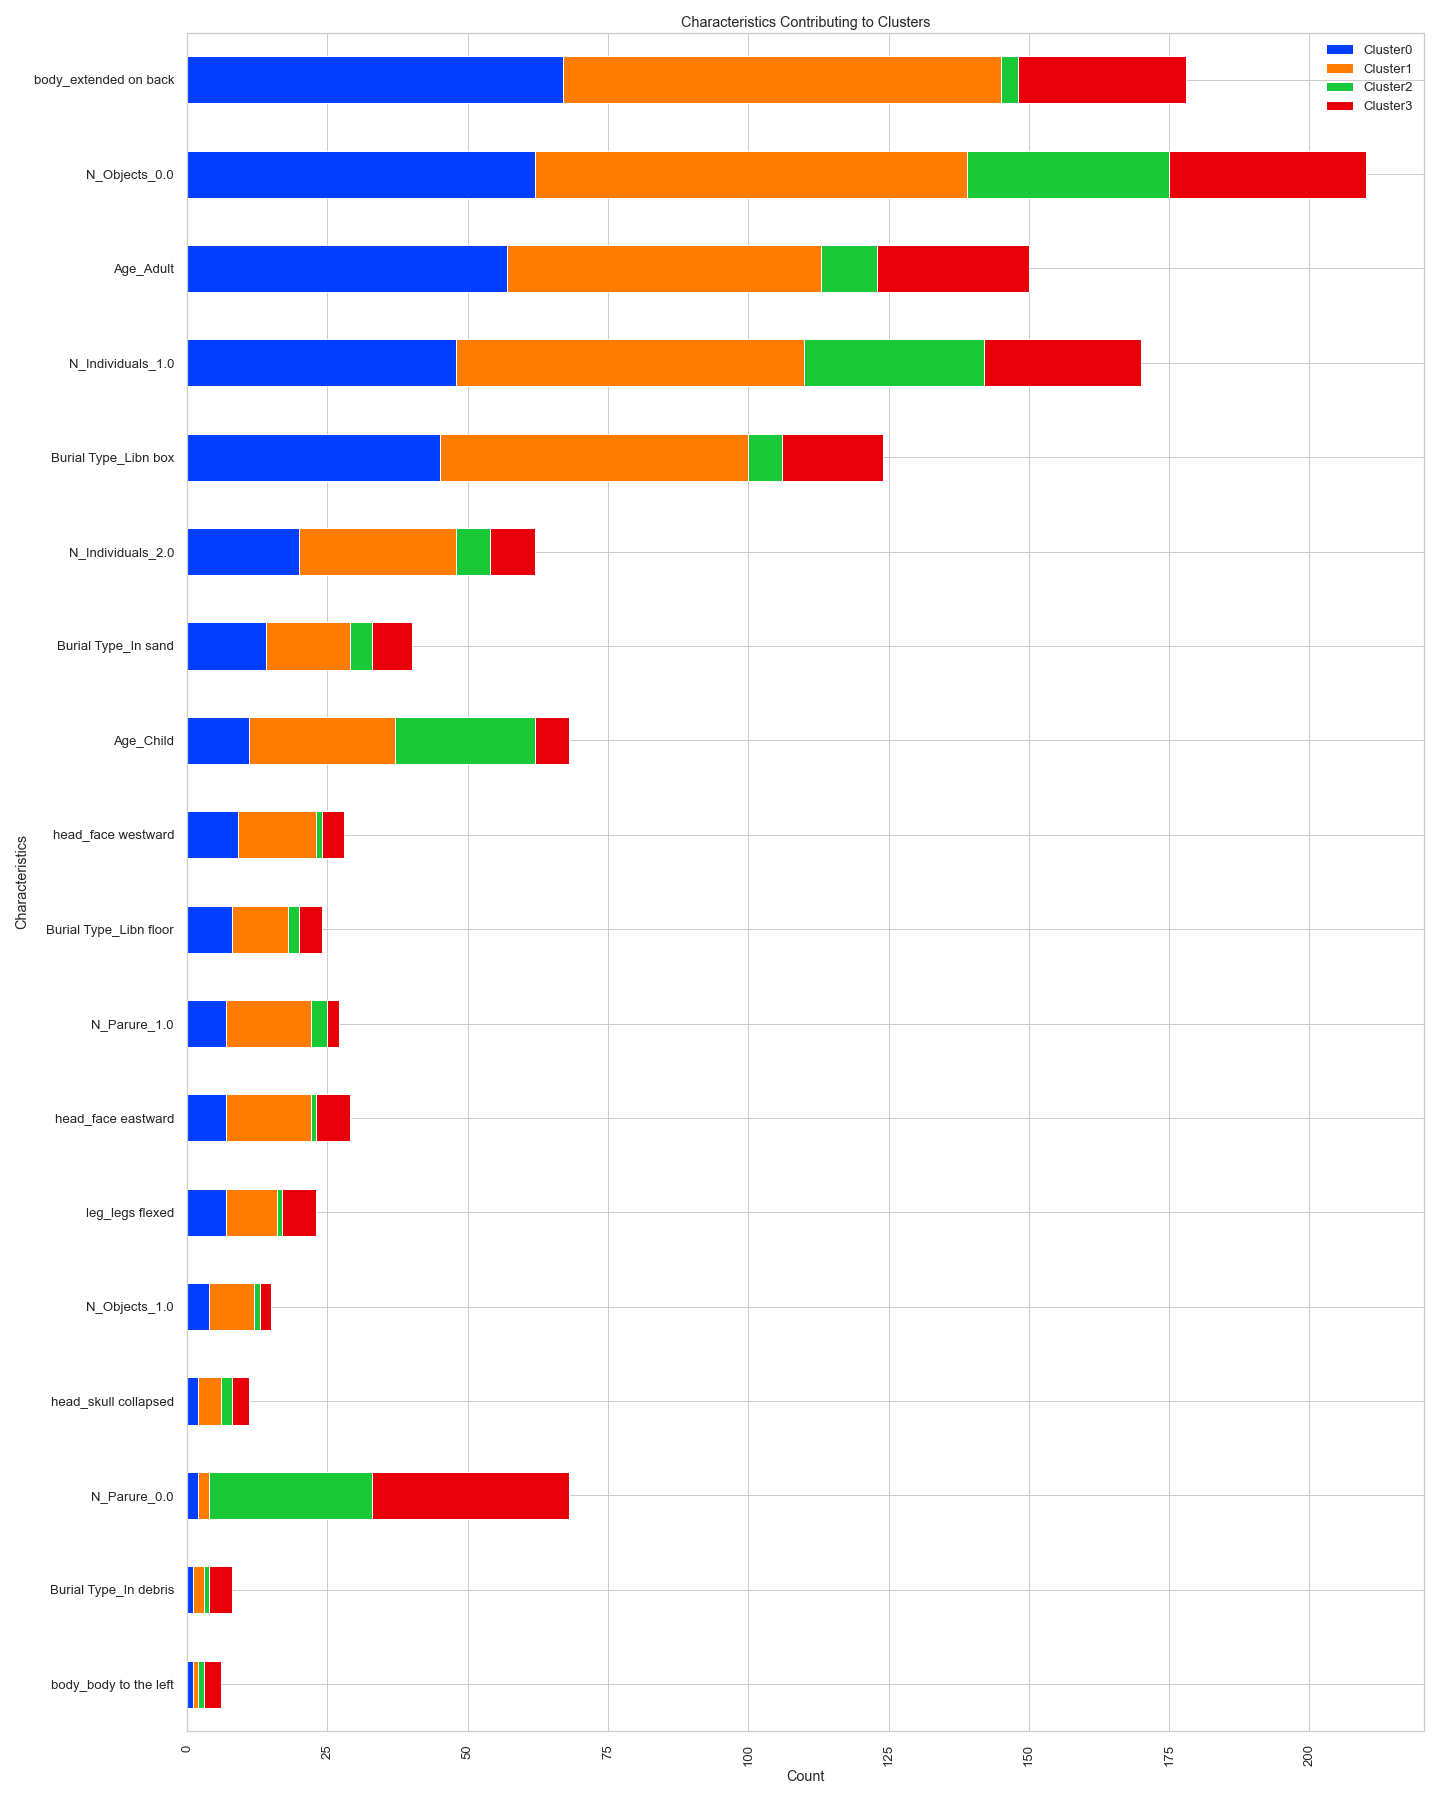 Characteristics Contributing to Clusters
Cluster0
Cluster1
Cluster2
Cluster3
body_extended on back
N_Objects_0.0
Age_Adult
N_Individuals_1.0
Burial Type_Libn box
N_Individuals_2.0
Burial Type_In sand
Age_Child
head_face westward
Burial Type_Libn floor
N_Parure_1.0
head_face eastward
leg_legs flexed
N_Objects_1.0
head_skull collapsed
N_Parure_0.0
Burial Type_In debris
body_body to the left
Characteristics
0
25
50
75
100
125
150
175
200
Count